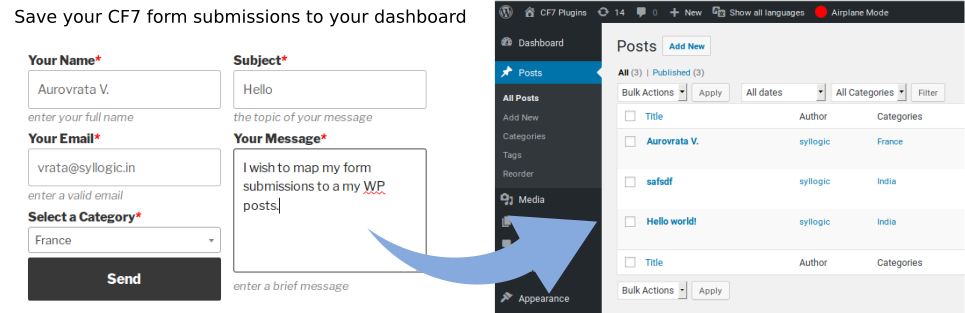 Save your CF7 form submissions to your dashboard
Your Name*
Aurovrata V.
enter your full name
Your Email*
vrata@syllogic.in
enter a valid email
Select a Category*
France
Send
Subject*
Hello
the topic of your message
Your Message*
I wish to map my form
submissions to a my WP
posts.
enter a brief message
CF7 Plugins 14 0 New Show all languages Airplane Mode
Dashboard
Posts
All Posts
Add New
Categories
Tags
Reorder
Media
Appearance
Posts Add New
All (3) | Published (3)
Bulk Actions Apply All dates All Categories Filter
Title Author Categories
Aurovrata V. syllogic France
safsdf syllogic India
Hello world! syllogic India
Title Author Categories
Bulk Actions Apply